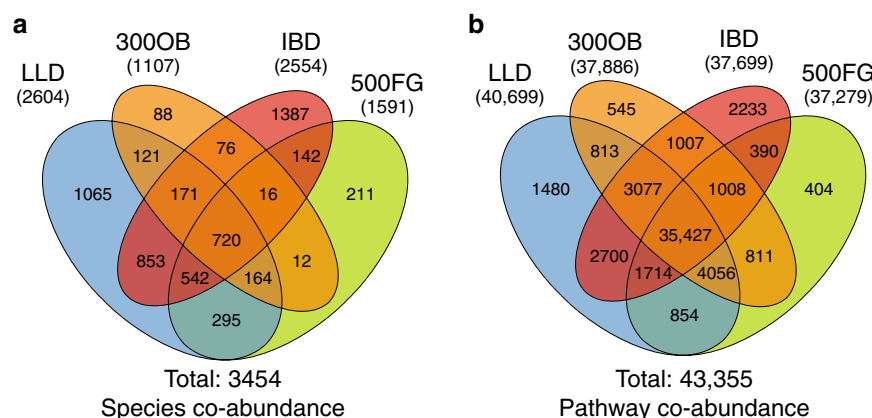 a
300OB
(1107)
IBD
(2554)
LLD
(2604)
500FG
(1591)
88
1387
121
76
142
1065
171
16
211
720
853
542
164
12
295
Total: 3454
Species co-abundance
b
300OB
(37,886)
IBD
(37,699)
LLD
(40,699)
500FG
(37,279)
545
2233
813
1007
390
1480
3077
1008
404
35,427
2700
1714
4056
811
854
Total: 43,355
Pathway co-abundance